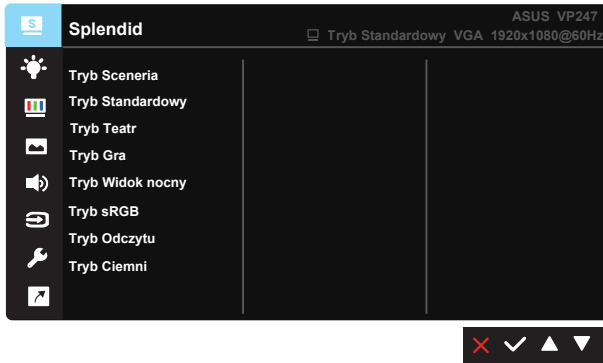 S
Splendid
ASUS VP247
Tryb Standardowy VGA 1920x1080@60Hz
Tryb Sceneria
Tryb Standardowy
Tryb Teatr
Tryb Gra
Tryb Widok nocny
Tryb sRGB
Tryb Odczytu
Tryb Ciemni